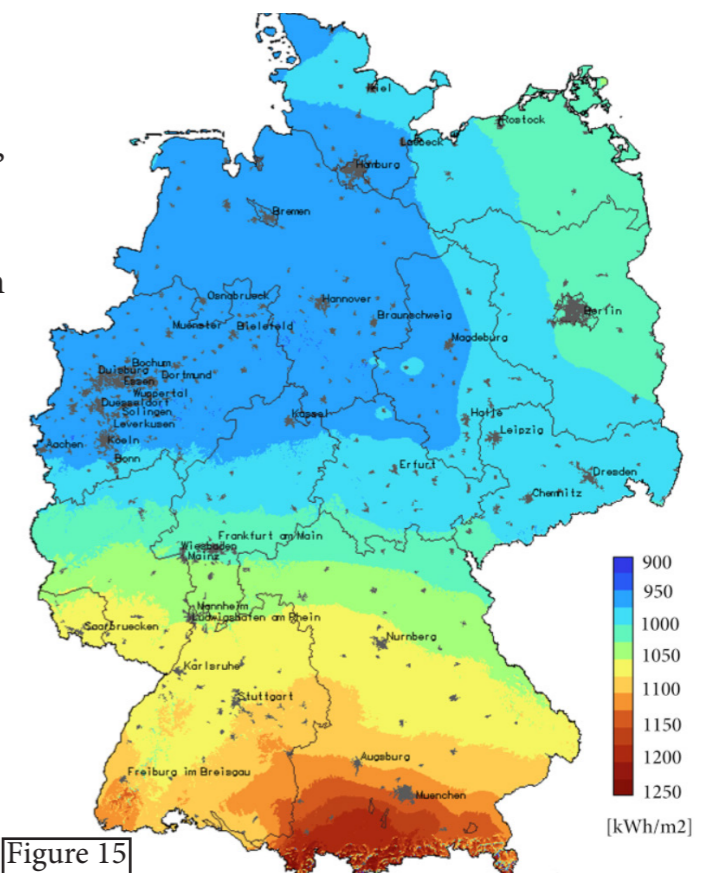 ,
n
Kiel
Rostock
Luebeck
Hamburg
Bremen
Berlin
Osnabrueck
Hannover
Braunschweig
Muenster
Bielefeld
Magdeburg
Bochum
Duisburg
Essen
Dortmund
Wuppertal
Duesseldorf
Solingen
Leverkusen
Kassel
Halle
Leipzig
Aachen
Koeln
Bonn
Erfurt
Dresden
Chemnitz
Frankfurt am Main
Wiesbaden
Mainz
Mannheim
Ludwigshafen am Rhein
Saarbruecken
Nurnberg
Karlsruhe
Stuttgart
Augsburg
Freiburg im Breisgau
Muenchen
900
950
1000
1050
1100
1150
1200
1250
[kWh/m2]
Figure 15